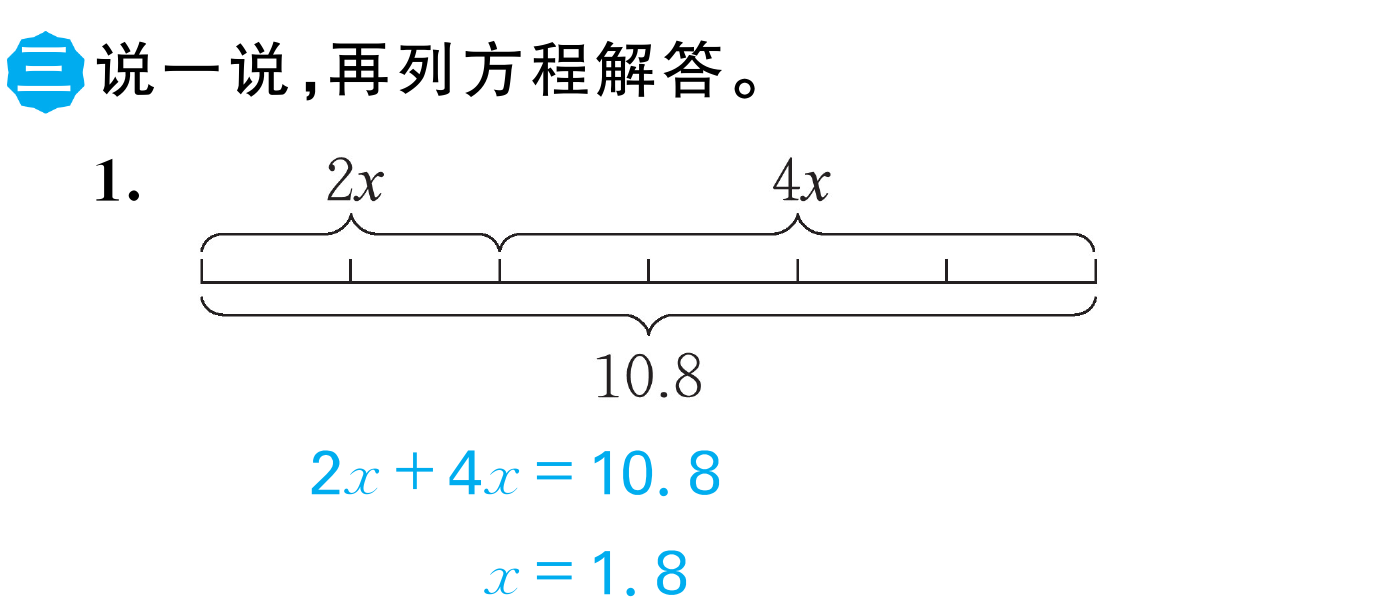 三 说一说,再列方程解答。
1.
2x 4x
10.8
2x + 4x = 10.8
x = 1.8